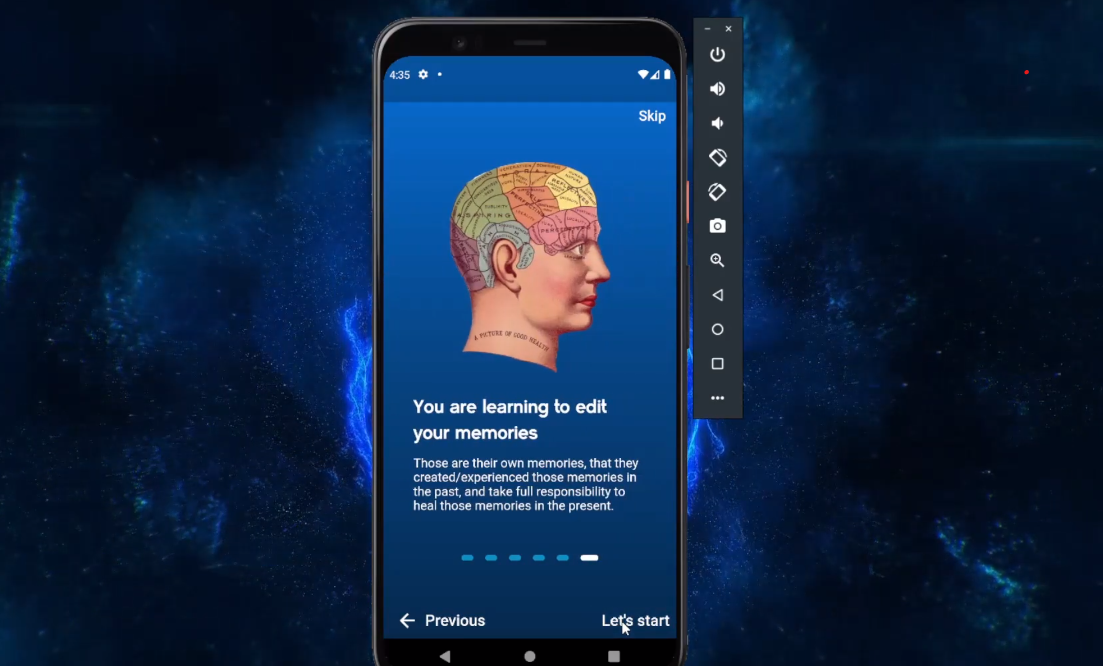 4:35
Skip
ASPIRING
REFLECTIVES
A PICTURE OF GOOD HEALTH
You are learning to edit
your memories
Those are their own memories, that they
created/experienced those memories in
the past, and take full responsibility to
heal those memories in the present.
Previous
Let's start